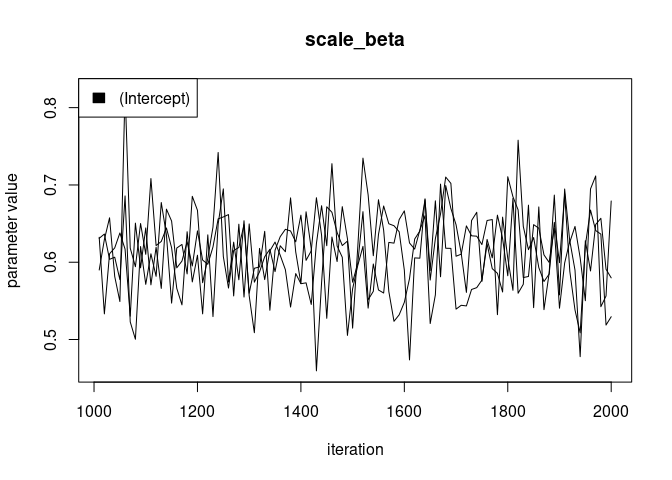 scale_beta
(Intercept)
parameter value
0.8
0.7
0.6
0.5
1000 1200 1400 1600 1800 2000
iteration